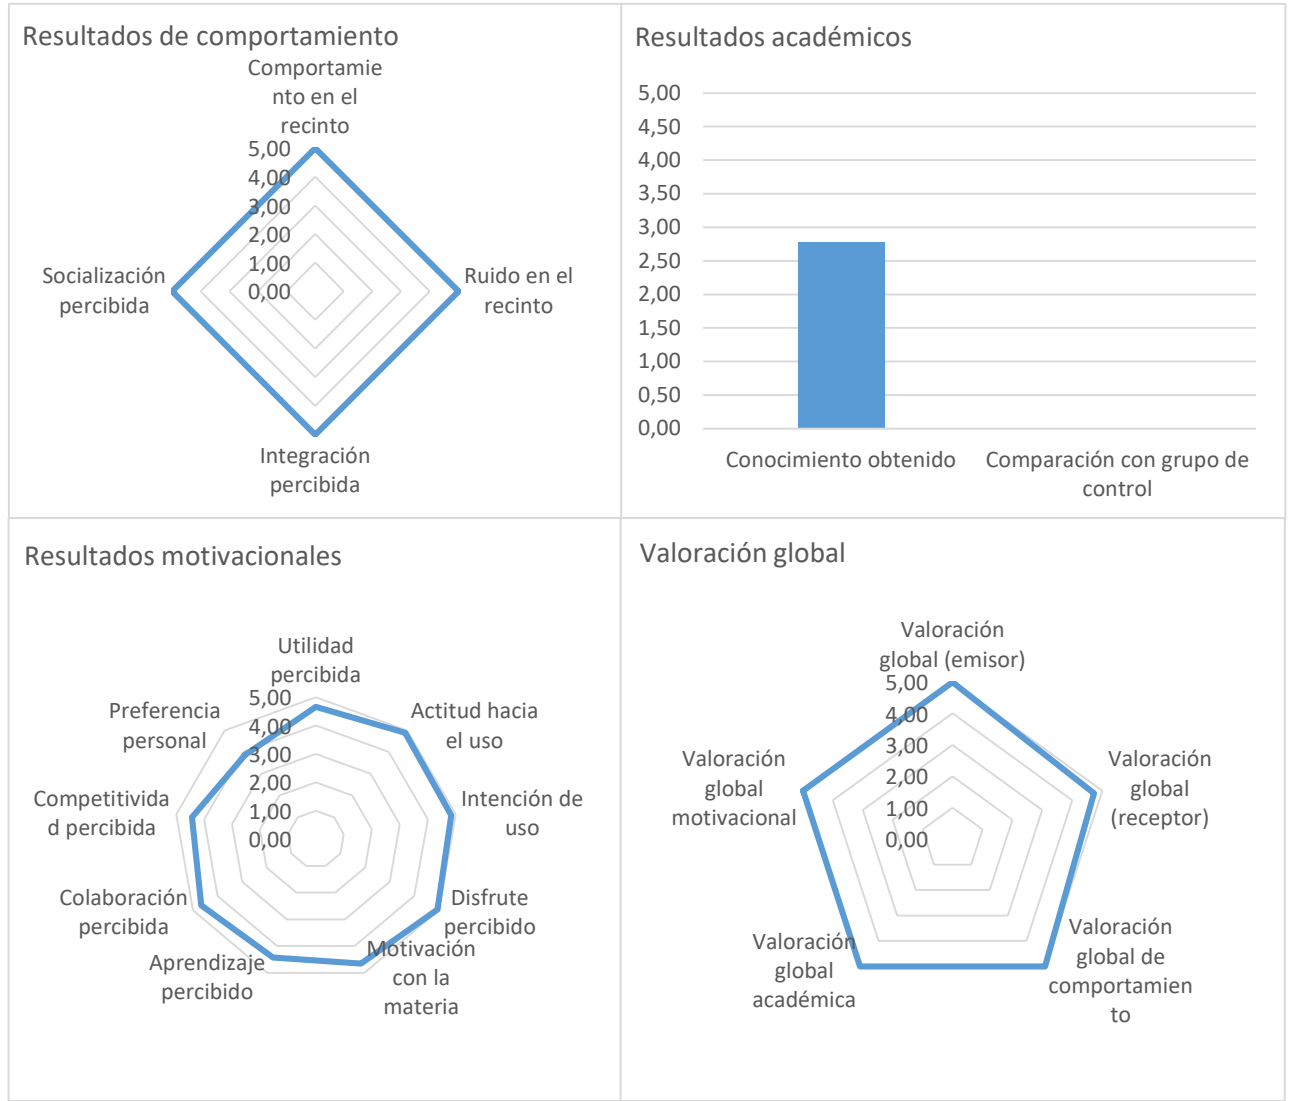 Resultados de comportamiento
Comportamie
nto en el
recinto
5,00
4,00
3,00
2,00
1,00
0,00
Socialización
percibida
Ruido en el
recinto
Integración
percibida
Resultados académicos
5,00
4,50
4,00
3,50
3,00
2,50
2,00
1,50
1,00
0,50
0,00
Conocimiento obtenido
Comparación con grupo de
control
Resultados motivacionales
Utilidad
percibida
5,00
4,00
3,00
2,00
1,00
0,00
Actitud hacia
el uso
Intención de
uso
Disfrute
percibido
Motivación
con la
materia
Aprendizaje
percibido
Colaboración
percibida
Competitivida
d percibida
Preferencia
personal
Valoración global
Valoración
global (emisor)
5,00
4,00
3,00
2,00
1,00
0,00
Valoración
global
(receptor)
Valoración
global de
comportamien
to
Valoración
global
académica
Valoración
global
motivacional